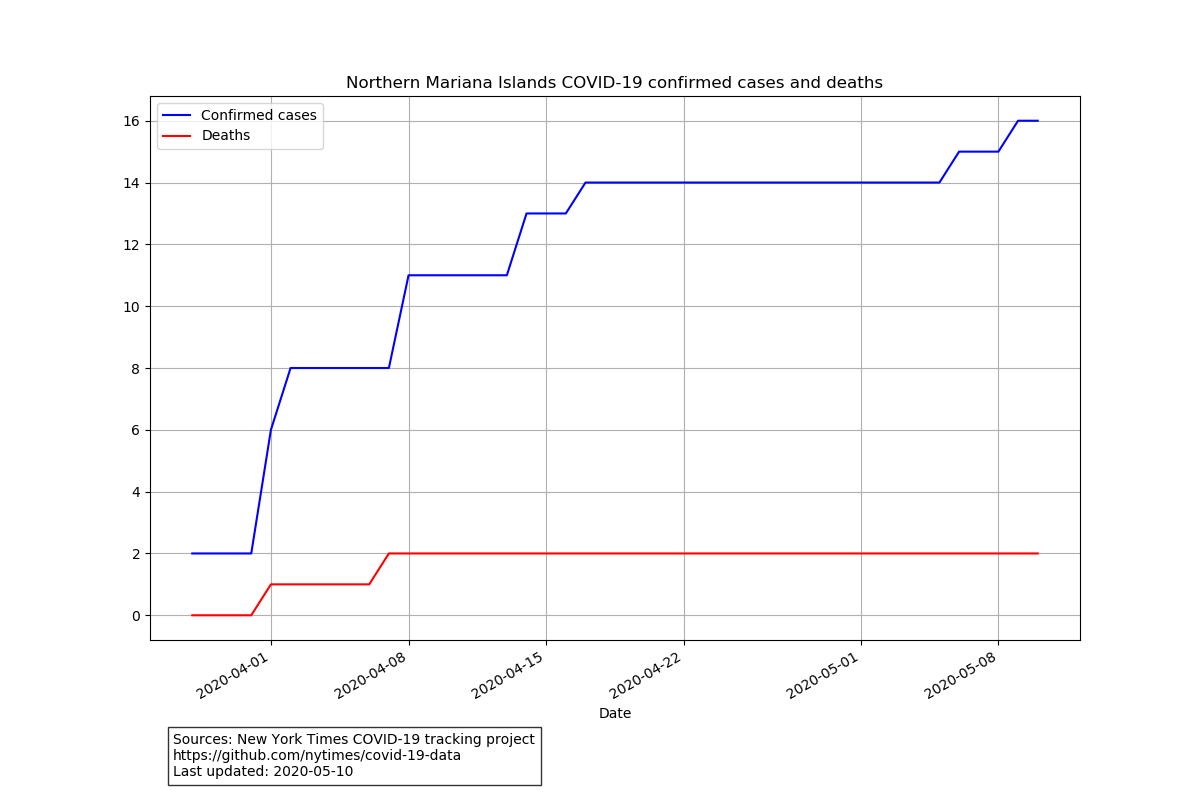 Northern Mariana Islands COVID-19 confirmed cases and deaths
Confirmed cases
Deaths
16
14
12
10
8
6
4
2
0
2020-04-01
2020-04-08
2020-04-15
2020-04-22
2020-05-01
2020-05-08
Date
Sources: New York Times COVID-19 tracking project
https://github.com/nytimes/covid-19-data
Last updated: 2020-05-10